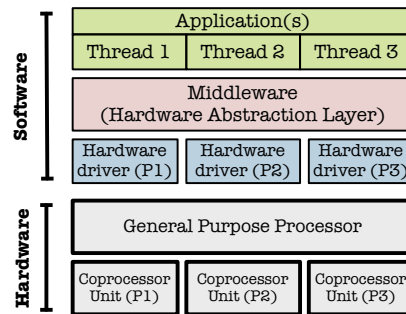 Software
Application(s)
Thread 1 Thread 2 Thread 3
Middleware
(Hardware Abstraction Layer)
Hardware driver (P1)
Hardware driver (P2)
Hardware driver (P3)
Hardware
General Purpose Processor
Coprocessor Unit (P1)
Coprocessor Unit (P2)
Coprocessor Unit (P3)